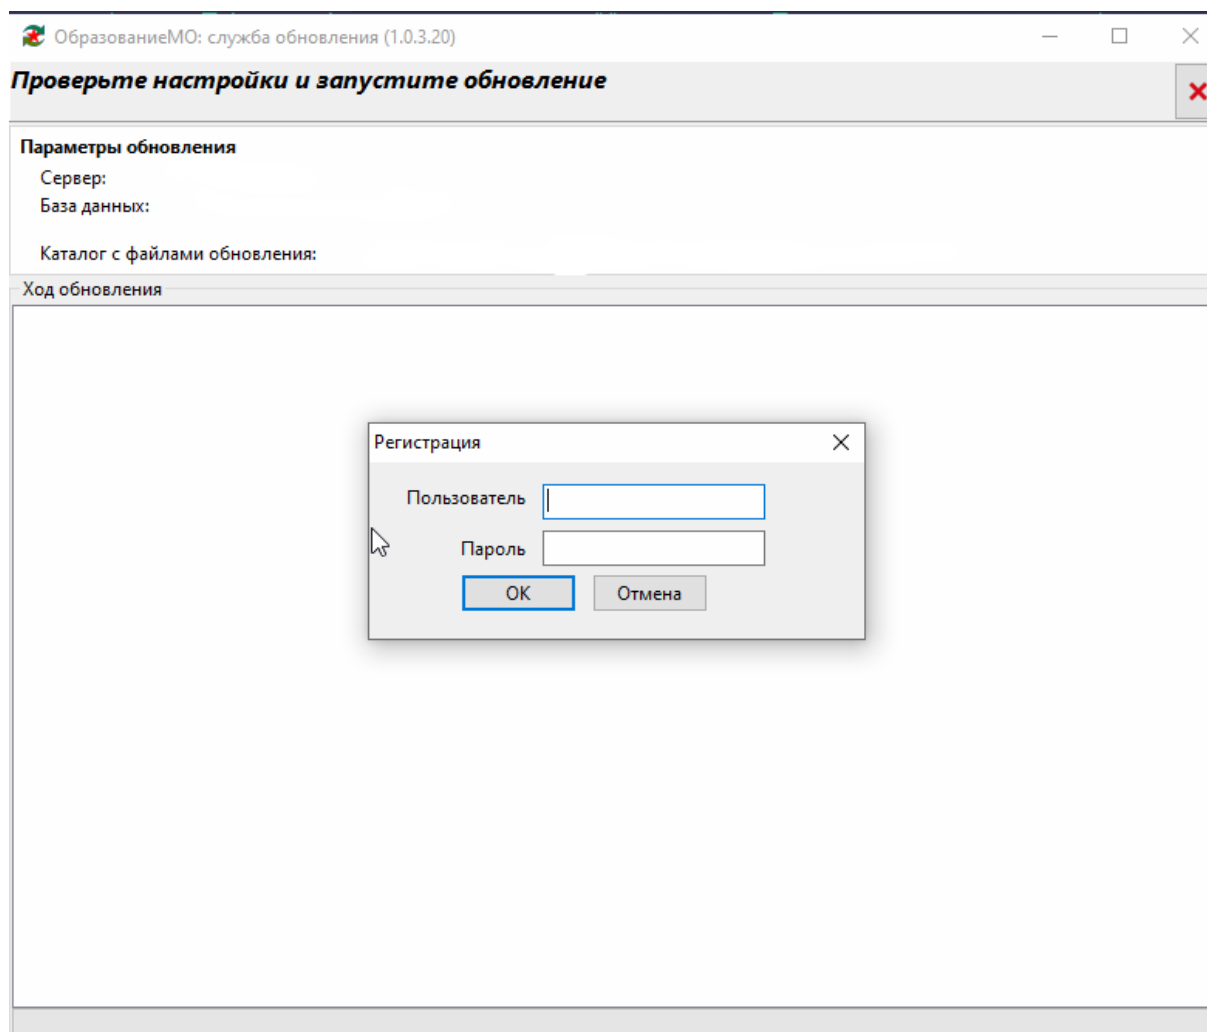 ОбразованиеМО: служба обновления (1.0.3.20)
Проверьте настройки и запустите обновление
Параметры обновления
Сервер:
База данных:
Каталог с файлами обновления:
Ход обновления
Регистрация
Пользователь
Пароль
ОК Отмена